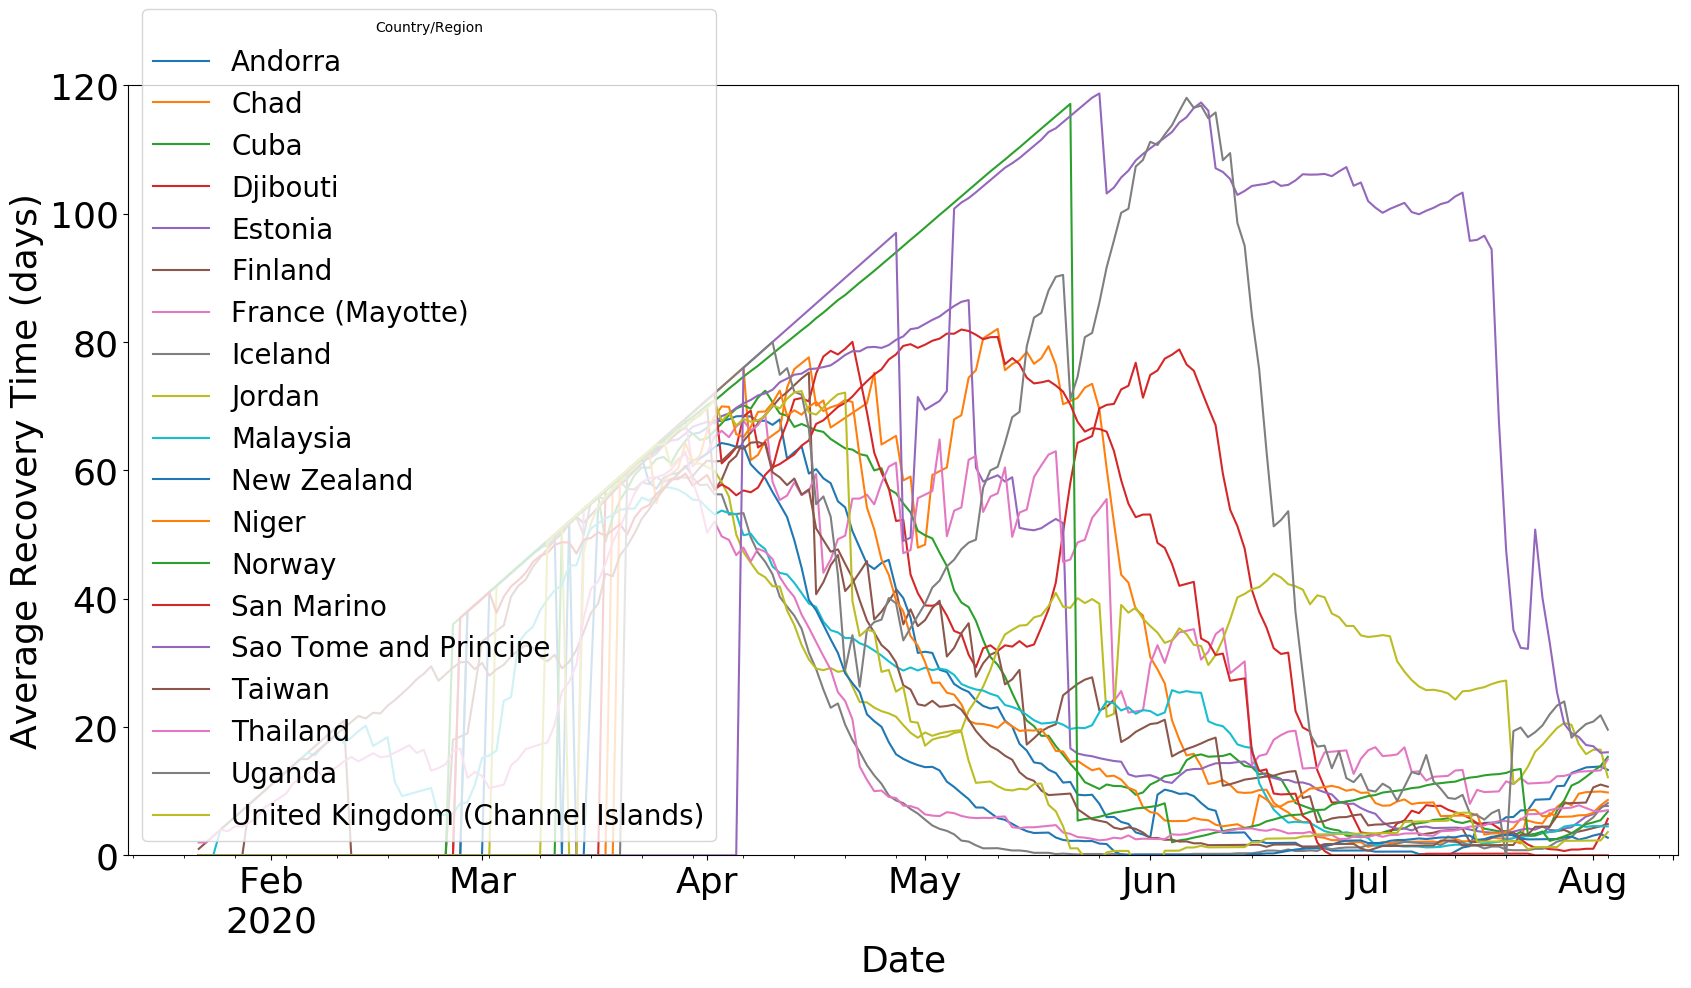 Country/Region
Andorra
Chad
Cuba
Djibouti
Estonia
Finland
France (Mayotte)
Iceland
Jordan
Malaysia
New Zealand
Niger
Norway
San Marino
Sao Tome and Principe
Taiwan
Thailand
Uganda
United Kingdom (Channel Islands)
Average Recovery Time (days)
120
100
80
60
40
20
0
Feb Mar Apr May Jun Jul Aug
2020
Date